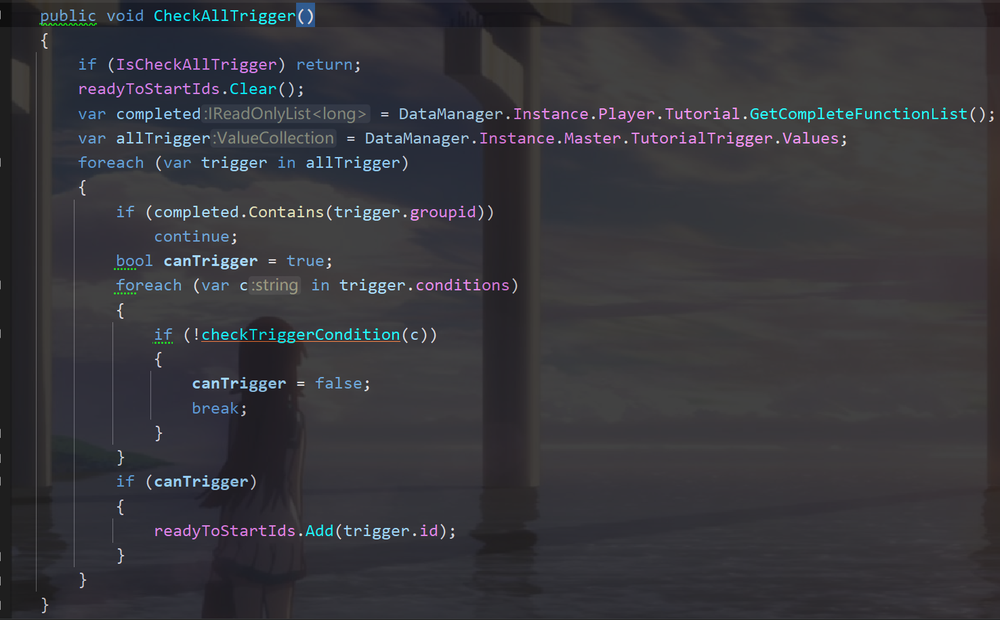 public void CheckAllTrigger()
{
if (IsCheckAllTrigger) return;
readyToStartIds.Clear();
var completed:IReadOnlyList<long> = DataManager.Instance.Player.Tutorial.GetCompleteFunctionList();
var allTrigger:ValueCollection = DataManager.Instance.Master.TutorialTrigger.Values;
foreach (var trigger in allTrigger)
{
if (completed.Contains(trigger.groupid))
continue;
bool canTrigger = true;
foreach (var c:string in trigger.conditions)
{
if (!checkTriggerCondition(c))
{
canTrigger = false;
break;
}
}
if (canTrigger)
{
readyToStartIds.Add(trigger.id);
}
}
}